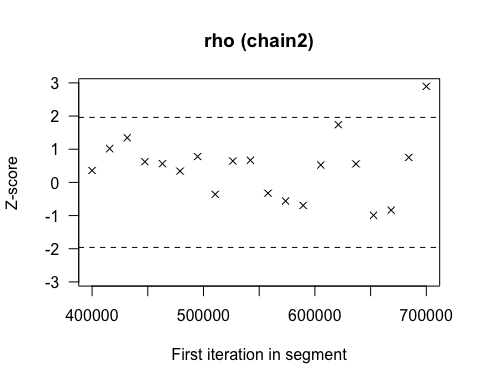 rho (chain2)
3
2
1
0
-1
-2
-3
Z-score
400000 500000 600000 700000
First iteration in segment